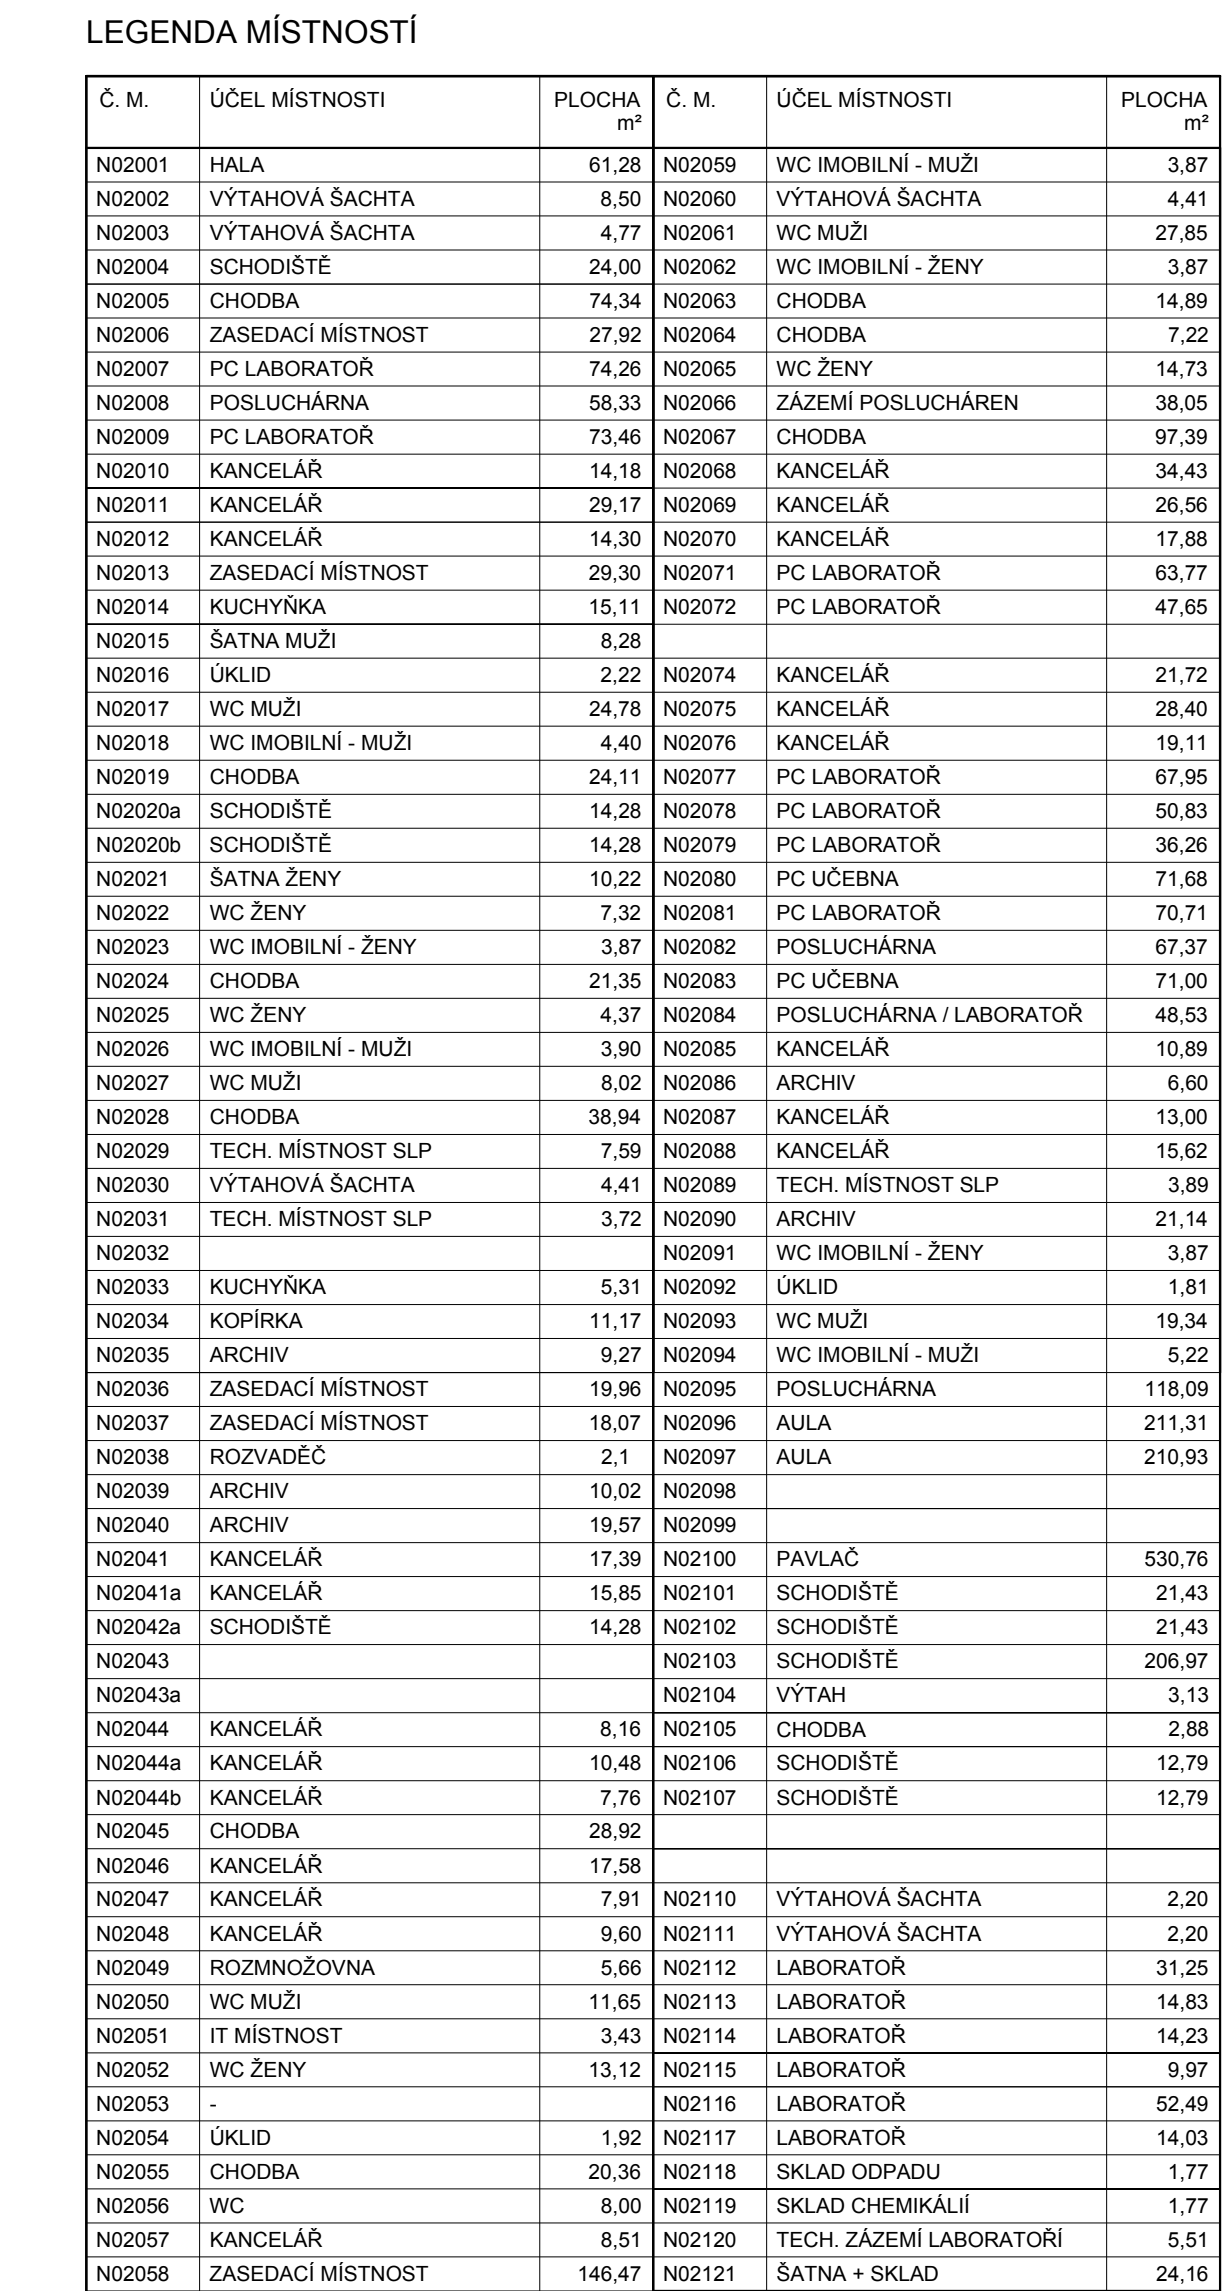 LEGENDA MÍSTNOSTÍ
Č. M. ÚČEL MÍSTNOSTI PLOCHA Č. M. ÚČEL MÍSTNOSTI PLOCHA
m² m²
N02001 HALA 61,28 N02059 WC IMOBILNÍ - MUŽI 3,87
N02002 VÝTAHOVÁ ŠACHTA 8,50 N02060 VÝTAHOVÁ ŠACHTA 4,41
N02003 VÝTAHOVÁ ŠACHTA 4,77 N02061 WC MUŽI 27,85
N02004 SCHODIŠTĚ 24,00 N02062 WC IMOBILNÍ - ŽENY 3,87
N02005 CHODBA 74,34 N02063 CHODBA 14,89
N02006 ZASEDACÍ MÍSTNOST 27,92 N02064 CHODBA 7,22
N02007 PC LABORATOŘ 74,26 N02065 WC ŽENY 14,73
N02008 POSLUCHÁRNA 58,33 N02066 ZÁZEMÍ POSLUCHÁREN 38,05
N02009 PC LABORATOŘ 73,46 N02067 CHODBA 97,39
N02010 KANCELÁŘ 14,18 N02068 KANCELÁŘ 34,43
N02011 KANCELÁŘ 29,17 N02069 KANCELÁŘ 26,56
N02012 KANCELÁŘ 14,30 N02070 KANCELÁŘ 17,88
N02013 ZASEDACÍ MÍSTNOST 29,30 N02071 PC LABORATOŘ 63,77
N02014 KUCHYŇKA 15,11 N02072 PC LABORATOŘ 47,65
N02015 ŠATNA MUŽI 8,28
N02016 ÚKLID 2,22 N02074 KANCELÁŘ 21,72
N02017 WC MUŽI 24,78 N02075 KANCELÁŘ 28,40
N02018 WC IMOBILNÍ - MUŽI 4,40 N02076 KANCELÁŘ 19,11
N02019 CHODBA 24,11 N02077 PC LABORATOŘ 67,95
N02020a SCHODIŠTĚ 14,28 N02078 PC LABORATOŘ 50,83
N02020b SCHODIŠTĚ 14,28 N02079 PC LABORATOŘ 36,26
N02021 ŠATNA ŽENY 10,22 N02080 PC UČEBNA 71,68
N02022 WC ŽENY 7,32 N02081 PC LABORATOŘ 70,71
N02023 WC IMOBILNÍ - ŽENY 3,87 N02082 POSLUCHÁRNA 67,37
N02024 CHODBA 21,35 N02083 PC UČEBNA 71,00
N02025 WC ŽENY 4,37 N02084 POSLUCHÁRNA / LABORATOŘ 48,53
N02026 WC IMOBILNÍ - MUŽI 3,90 N02085 KANCELÁŘ 10,89
N02027 WC MUŽI 8,02 N02086 ARCHIV 6,60
N02028 CHODBA 38,94 N02087 KANCELÁŘ 13,00
N02029 TECH. MÍSTNOST SLP 7,59 N02088 KANCELÁŘ 15,62
N02030 VÝTAHOVÁ ŠACHTA 4,41 N02089 TECH. MÍSTNOST SLP 3,89
N02031 TECH. MÍSTNOST SLP 3,72 N02090 ARCHIV 21,14
N02032 N02091 WC IMOBILNÍ - ŽENY 3,87
N02033 KUCHYŇKA 5,31 N02092 ÚKLID 1,81
N02034 KOPÍRKA 11,17 N02093 WC MUŽI 19,34
N02035 ARCHIV 9,27 N02094 WC IMOBILNÍ - MUŽI 5,22
N02036 ZASEDACÍ MÍSTNOST 19,96 N02095 POSLUCHÁRNA 118,09
N02037 ZASEDACÍ MÍSTNOST 18,07 N02096 AULA 211,31
N02038 ROZVADĚČ 2,1 N02097 AULA 210,93
N02039 ARCHIV 10,02 N02098
N02040 ARCHIV 19,57 N02099
N02041 KANCELÁŘ 17,39 N02100 PAVLAČ 530,76
N02041a KANCELÁŘ 15,85 N02101 SCHODIŠTĚ 21,43
N02042a SCHODIŠTĚ 14,28 N02102 SCHODIŠTĚ 21,43
N02043 N02103 SCHODIŠTĚ 206,97
N02043a N02104 VÝTAH 3,13
N02044 KANCELÁŘ 8,16 N02105 CHODBA 2,88
N02044a KANCELÁŘ 10,48 N02106 SCHODIŠTĚ 12,79
N02044b KANCELÁŘ 7,76 N02107 SCHODIŠTĚ 12,79
N02045 CHODBA 28,92
N02046 KANCELÁŘ 17,58
N02047 KANCELÁŘ 7,91 N02110 VÝTAHOVÁ ŠACHTA 2,20
N02048 KANCELÁŘ 9,60 N02111 VÝTAHOVÁ ŠACHTA 2,20
N02049 ROZMNOŽOVNA 5,66 N02112 LABORATOŘ 31,25
N02050 WC MUŽI 11,65 N02113 LABORATOŘ 14,83
N02051 IT MÍSTNOST 3,43 N02114 LABORATOŘ 14,23
N02052 WC ŽENY 13,12 N02115 LABORATOŘ 9,97
N02053 - N02116 LABORATOŘ 52,49
N02054 ÚKLID 1,92 N02117 LABORATOŘ 14,03
N02055 CHODBA 20,36 N02118 SKLAD ODPADU 1,77
N02056 WC 8,00 N02119 SKLAD CHEMIKÁLIÍ 1,77
N02057 KANCELÁŘ 8,51 N02120 TECH. ZÁZEMÍ LABORATOŘÍ 5,51
N02058 ZASEDACÍ MÍSTNOST 146,47 N02121 ŠATNA + SKLAD 24,16